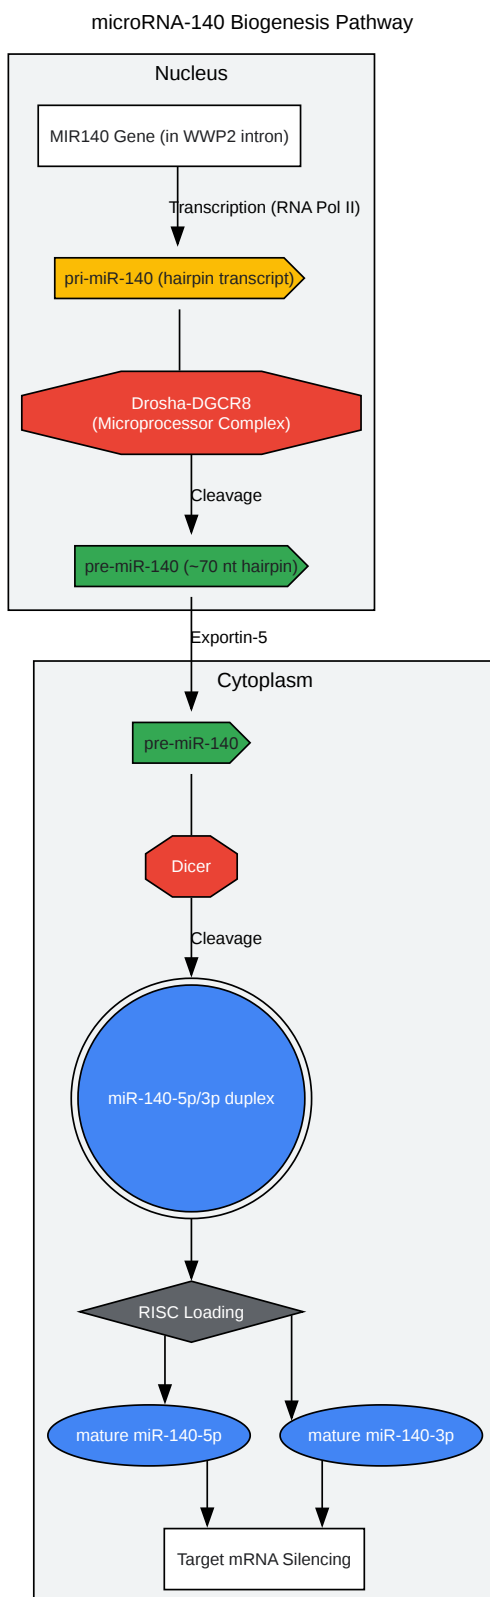 microRNA-140 Biogenesis Pathway
Nucleus
MIR140 Gene (in WWP2 intron)
Transcription (RNA Pol II)
pri-miR-140 (hairpin transcript)
Drosha-DGCR8
(Microprocessor Complex)
Cleavage
pre-miR-140 (~70 nt hairpin)
Exportin-5
Cytoplasm
pre-miR-140
Dicer
Cleavage
miR-140-5p/3p duplex
RISC Loading
mature miR-140-5p
mature miR-140-3p
Target mRNA Silencing